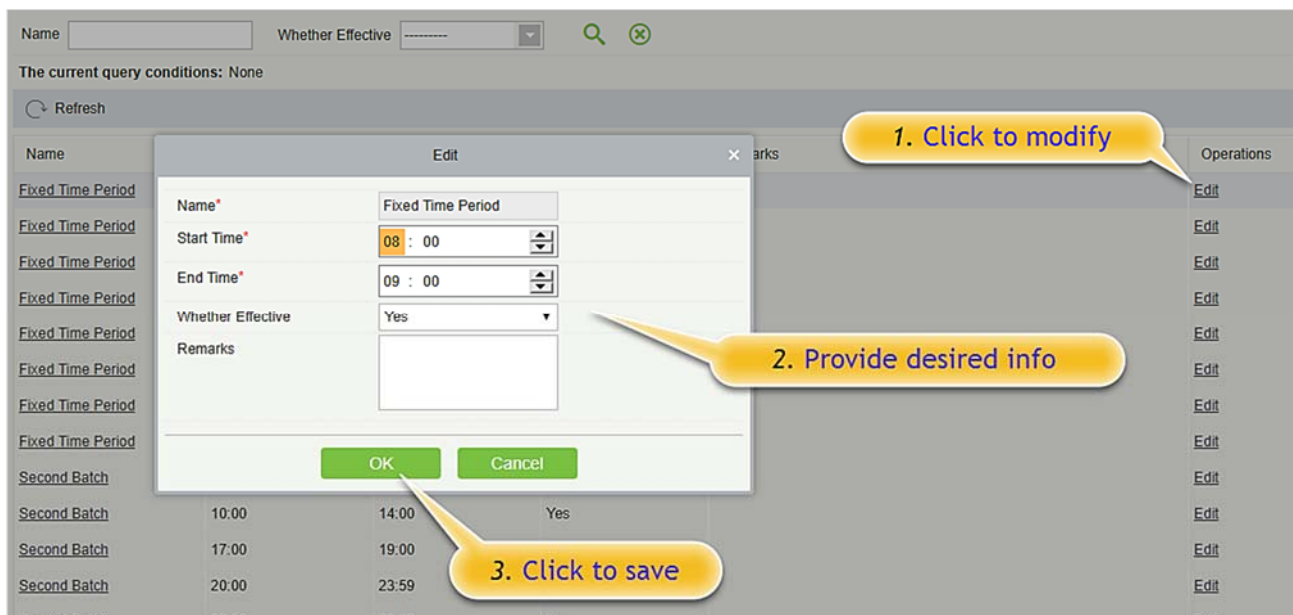 Name Whether Effective ---------
The current query conditions: None
Refresh
1. Click to modify
Name Edit × arks Operations
Fixed Time Period Edit
Name* Fixed Time Period
Fixed Time Period Edit
Start Time* 08 : 00
Fixed Time Period Edit
End Time* 09 : 00
Fixed Time Period Edit
Whether Effective Yes
Fixed Time Period Edit
Remarks
2. Provide desired info
Fixed Time Period Edit
Fixed Time Period Edit
Fixed Time Period Edit
OK Cancel
Second Batch Edit
Second Batch 10:00 14:00 Yes Edit
Second Batch 17:00 19:00 Edit
3. Click to save
Second Batch 20:00 23:59 Edit